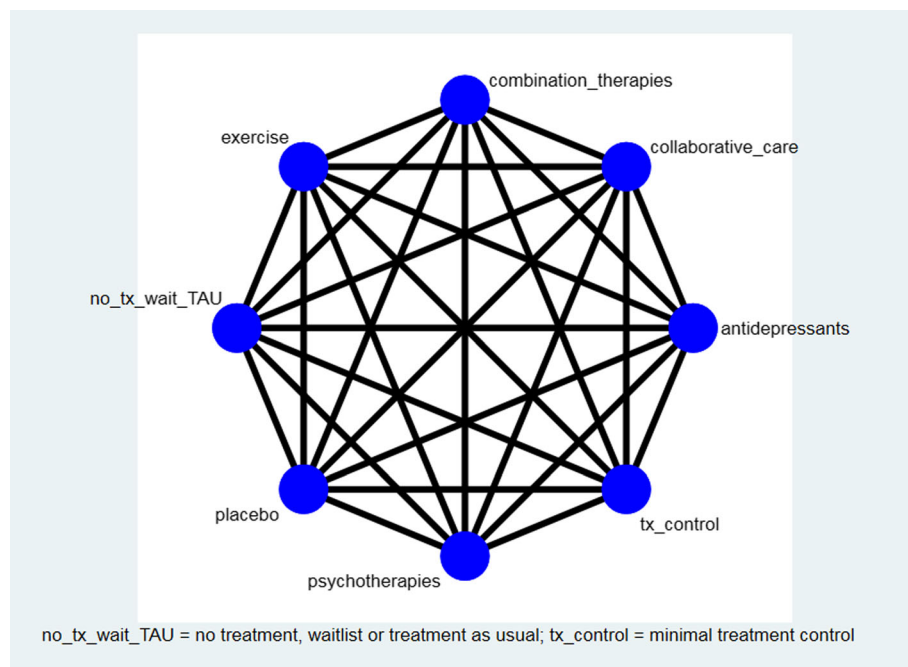 combination_therapies
exercise
collaborative_care
no_tx_wait_TAU
antidepressants
placebo
tx_control
psychotherapies
no_tx_wait_TAU = no treatment, waitlist or treatment as usual; tx_control = minimal treatment control